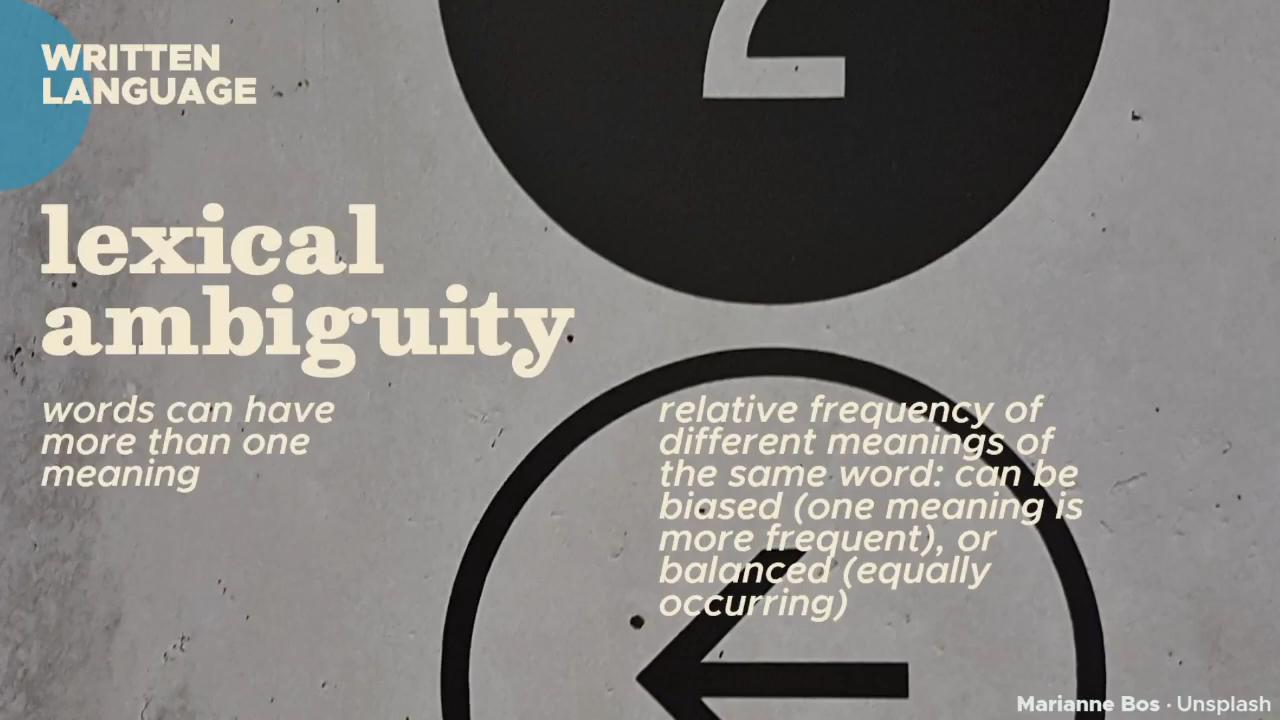 WRITTEN
LANGUAGE
lexical
ambiguity
words can have
more than one
meaning
relative frequency of
different meanings of
the same word: can be
biased (one meaning is
more frequent), or
balanced (equally
occurring)
Marianne Bos · Unsplash